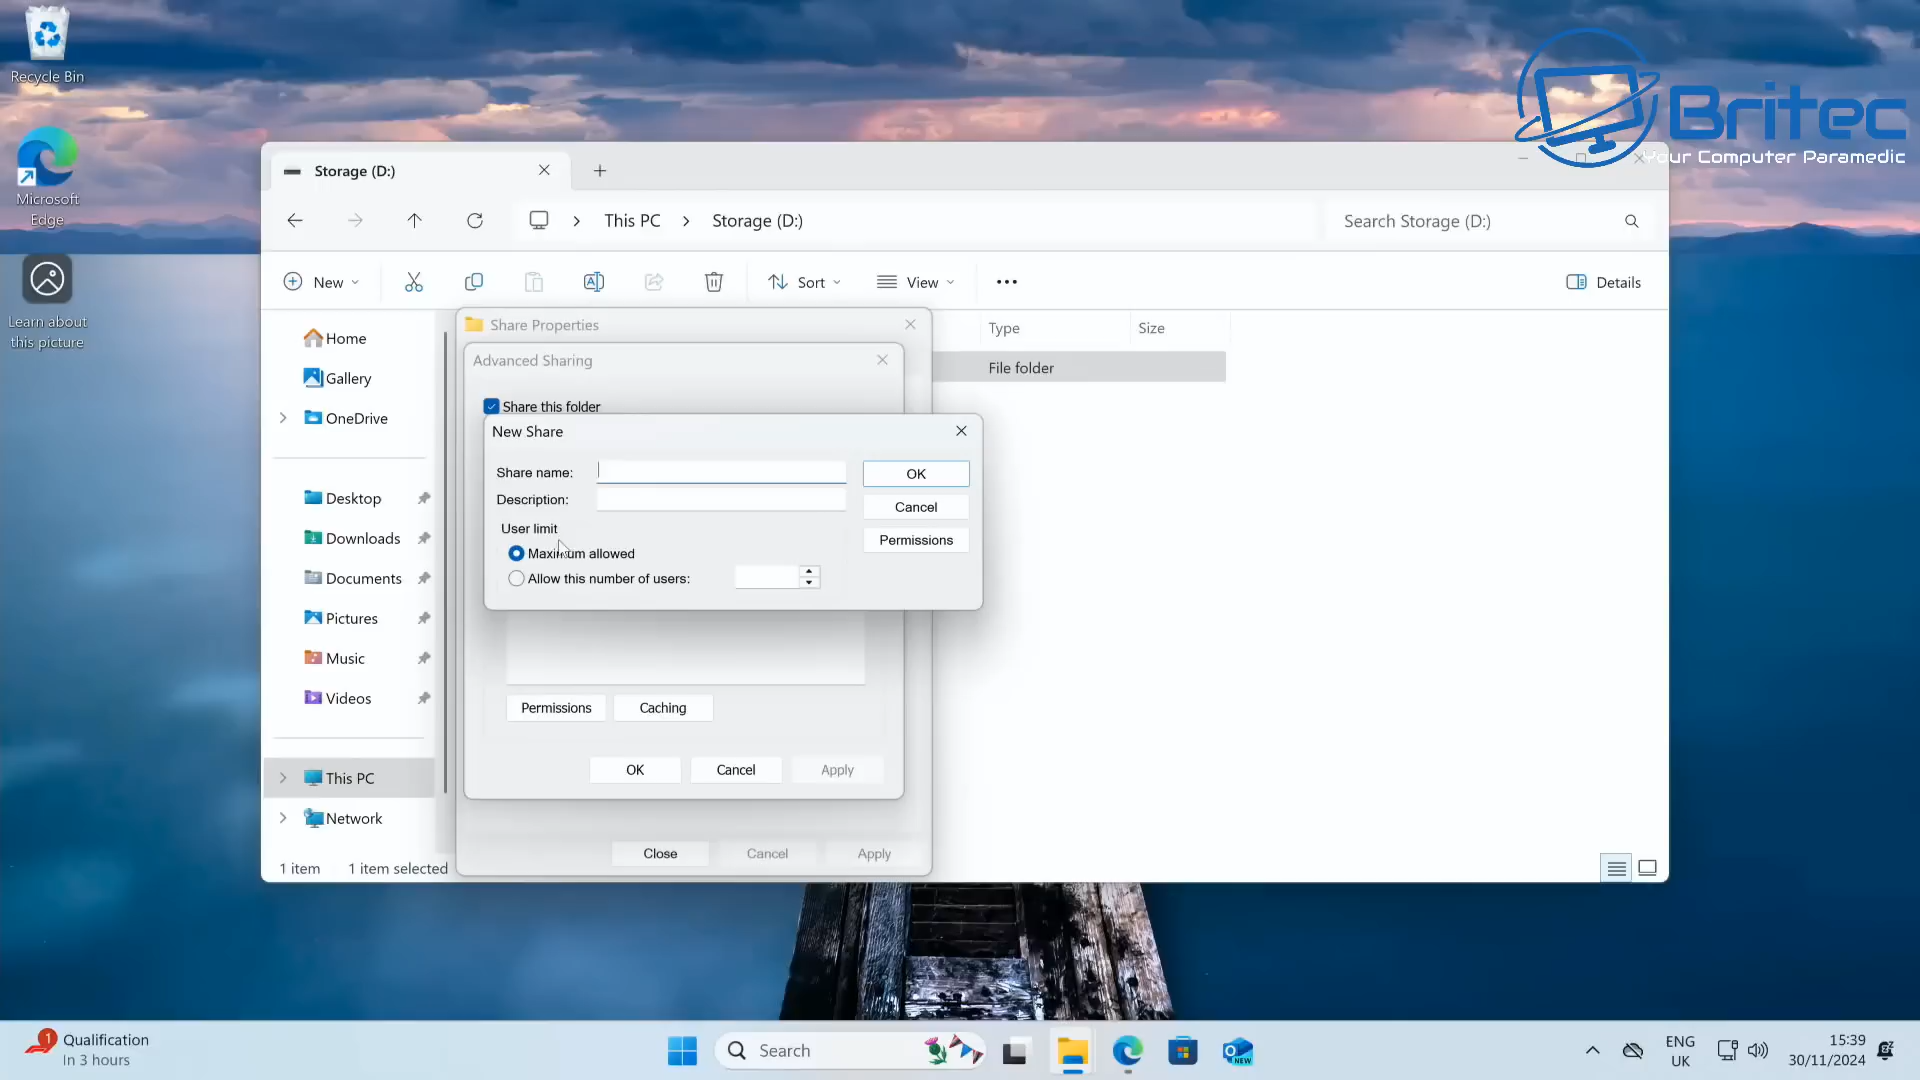 Recycle Bin
Microsoft
Edge
Learn about
this picture
Britec
Your Computer Paramedic
Storage (D:)
This PC
Storage (D:)
Search Storage (D:)
New
Sort
View
Details
Home
Gallery
OneDrive
Desktop
Downloads
Documents
Pictures
Music
Videos
This PC
Network
1 item
1 item selected
Type
Size
File folder
Share Properties
Advanced Sharing
Share this folder
New Share
Share name:
OK
Description:
Cancel
User limit
Permissions
Maximum allowed
Allow this number of users:
Permissions
Caching
OK
Cancel
Apply
Close
Cancel
Apply
1
Qualification
In 3 hours
Search
NEW
ENG
UK
15:39
30/11/2024